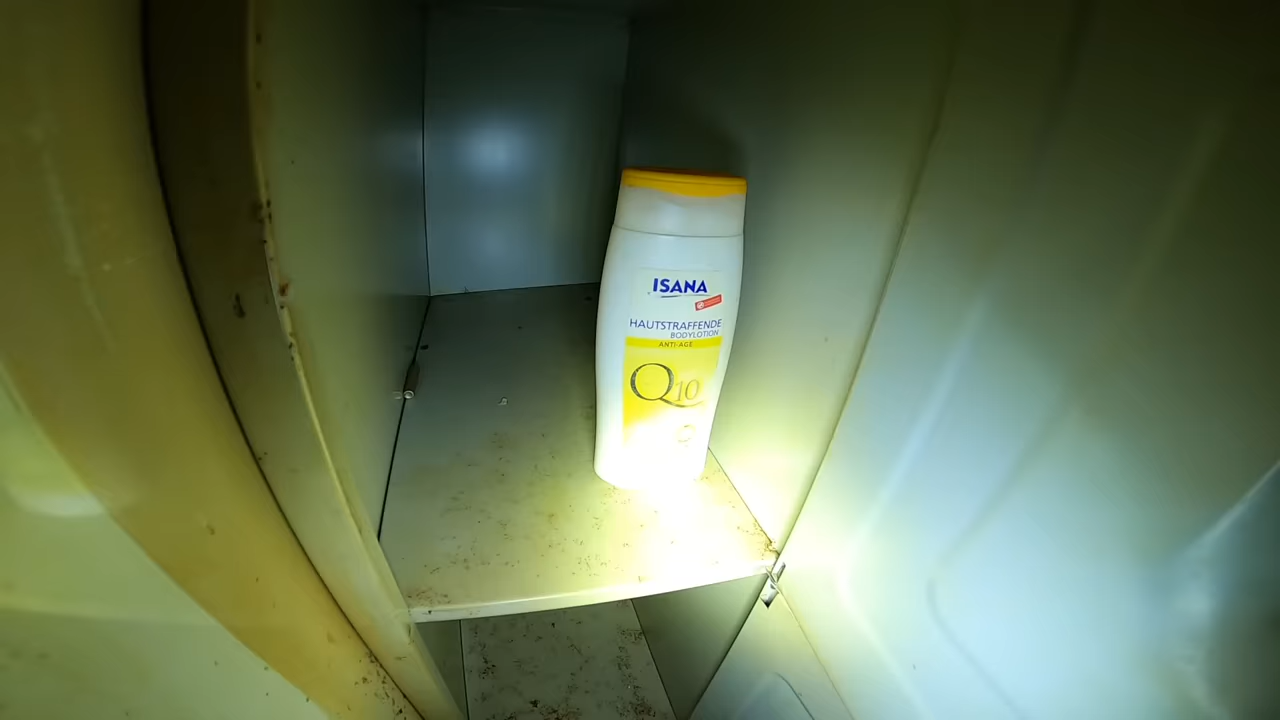 ISANA
HAUTSTRAFFENDE
BODYLOTION
ANTI-AGE
Q10